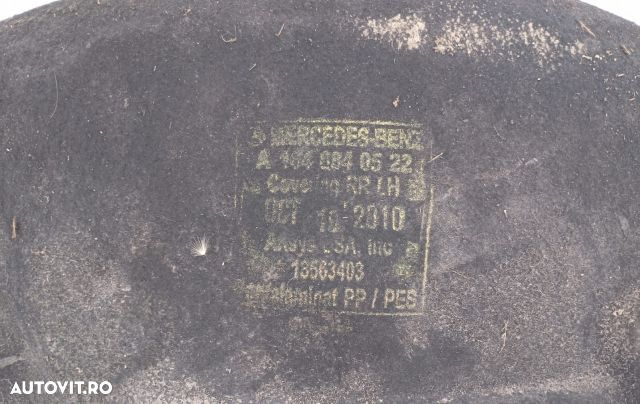 MERCEDES-BENZ
A 164 884 05 22
Covering RR LH
OCT 19 2010
USA, Inc
13563403
PP / PES
AUTOVIT.RO